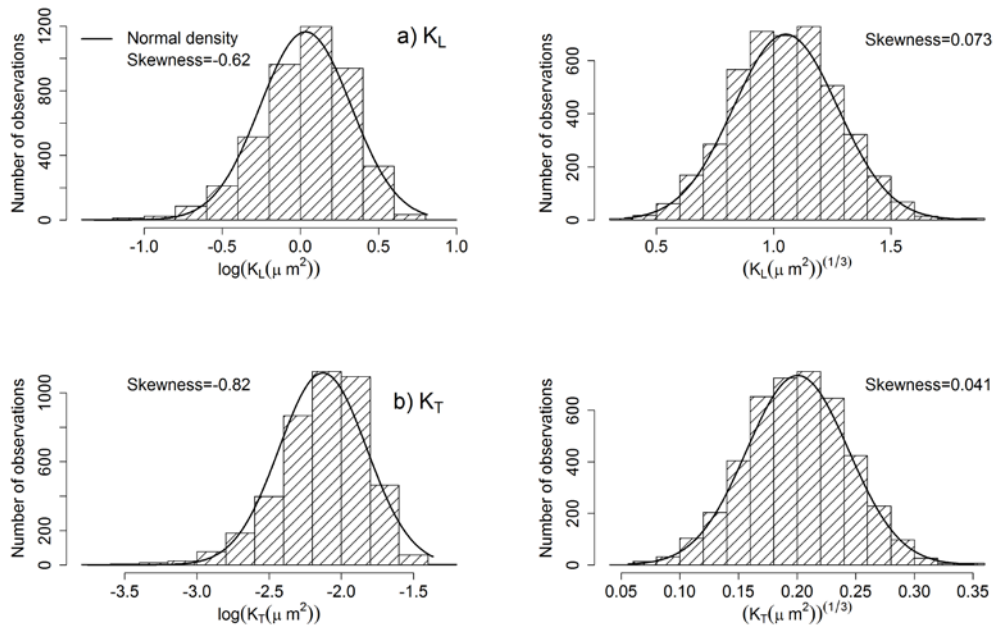 Normal density
Skewness=-0.62
a) K_L
Number of observations
0 400 800 1200
-1.0 -0.5 0.0 0.5 1.0
log(K_L(μ m²))
Skewness=0.073
Number of observations
0 200 400 600
0.5 1.0 1.5
(K_L(μ m²))^(1/3)
Skewness=-0.82
b) K_T
Number of observations
0 200 600 1000
-3.5 -3.0 -2.5 -2.0 -1.5
log(K_T(μ m²))
Skewness=0.041
Number of observations
0 200 400 600
0.05 0.10 0.15 0.20 0.25 0.30 0.35
(K_T(μ m²))^(1/3)